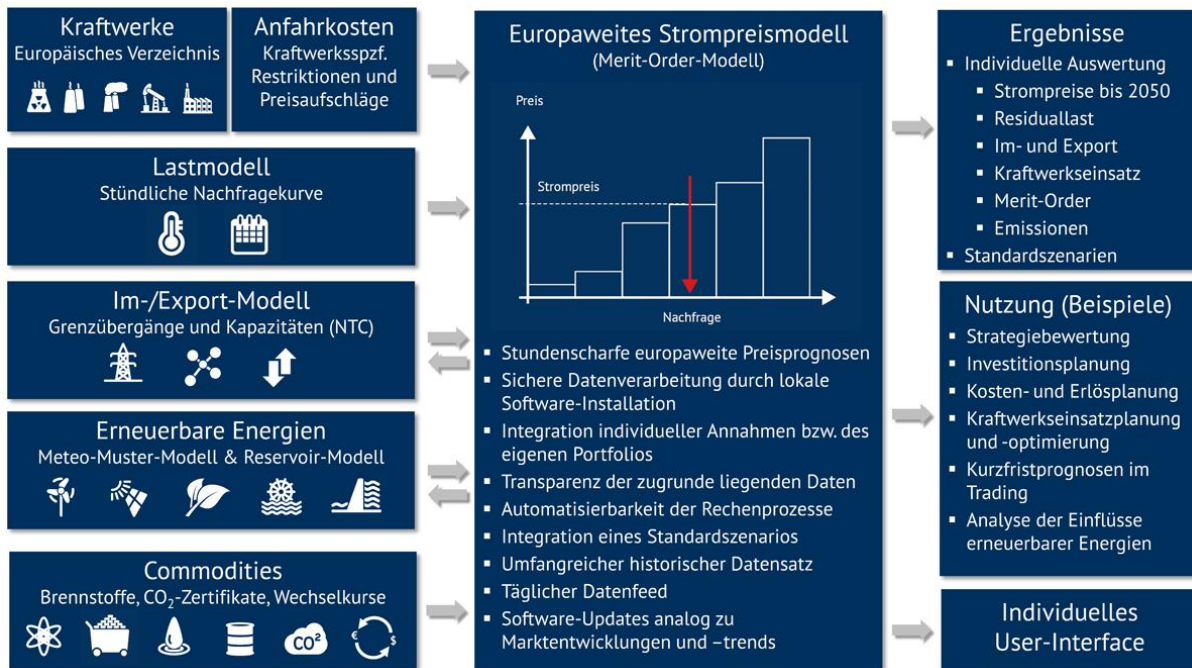 Kraftwerke
Europäisches Verzeichnis
Anfahrkosten
Kraftwerksspzf.
Restriktionen und
Preisaufschläge
Lastmodell
Stündliche Nachfragekurve
Im-/Export-Modell
Grenzübergänge und Kapazitäten (NTC)
Erneuerbare Energien
Meteo-Muster-Modell & Reservoir-Modell
Commodities
Brennstoffe, CO₂-Zertifikate, Wechselkurse
CO²
€
$
Europaweites Strompreismodell
(Merit-Order-Modell)
Preis
Strompreis
Nachfrage
▪ Stundenscharfe europaweite Preisprognosen
▪ Sichere Datenverarbeitung durch lokale
Software-Installation
▪ Integration individueller Annahmen bzw. des
eigenen Portfolios
▪ Transparenz der zugrunde liegenden Daten
▪ Automatisierbarkeit der Rechenprozesse
▪ Integration eines Standardszenarios
▪ Umfangreicher historischer Datensatz
▪ Täglicher Datenfeed
▪ Software-Updates analog zu
Marktentwicklungen und –trends
Ergebnisse
▪ Individuelle Auswertung
▪ Strompreise bis 2050
▪ Residuallast
▪ Im- und Export
▪ Kraftwerkseinsatz
▪ Merit-Order
▪ Emissionen
▪ Standardszenarien
Nutzung (Beispiele)
▪ Strategiebewertung
▪ Investitionsplanung
▪ Kosten- und Erlösplanung
▪ Kraftwerkseinsatzplanung
und -optimierung
▪ Kurzfristprognosen im
Trading
▪ Analyse der Einflüsse
erneuerbarer Energien
Individuelles
User-Interface